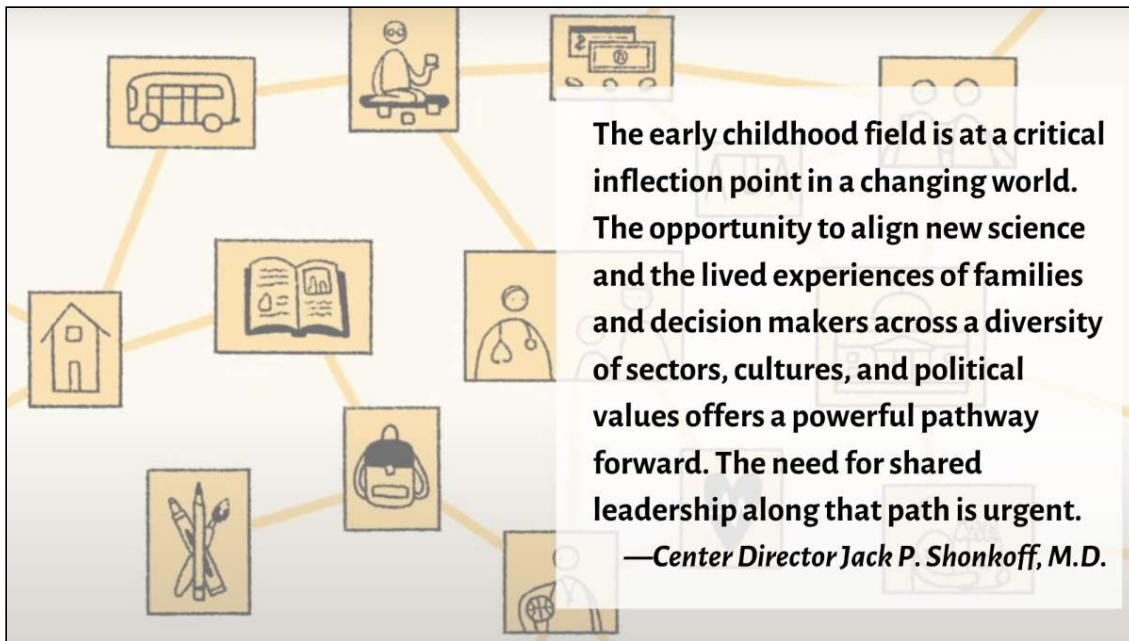 The early childhood field is at a critical
inflection point in a changing world.
The opportunity to align new science
and the lived experiences of families
and decision makers across a diversity
of sectors, cultures, and political
values offers a powerful pathway
forward. The need for shared
leadership along that path is urgent.
—Center Director Jack P. Shonkoff, M.D.